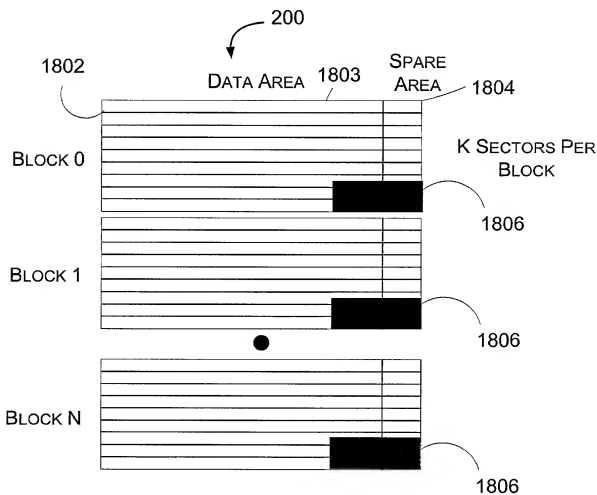 200
1802
DATA AREA
1803
SPARE
AREA
1804
BLOCK 0
K SECTORS PER
BLOCK
1806
BLOCK 1
1806
BLOCK N
1806